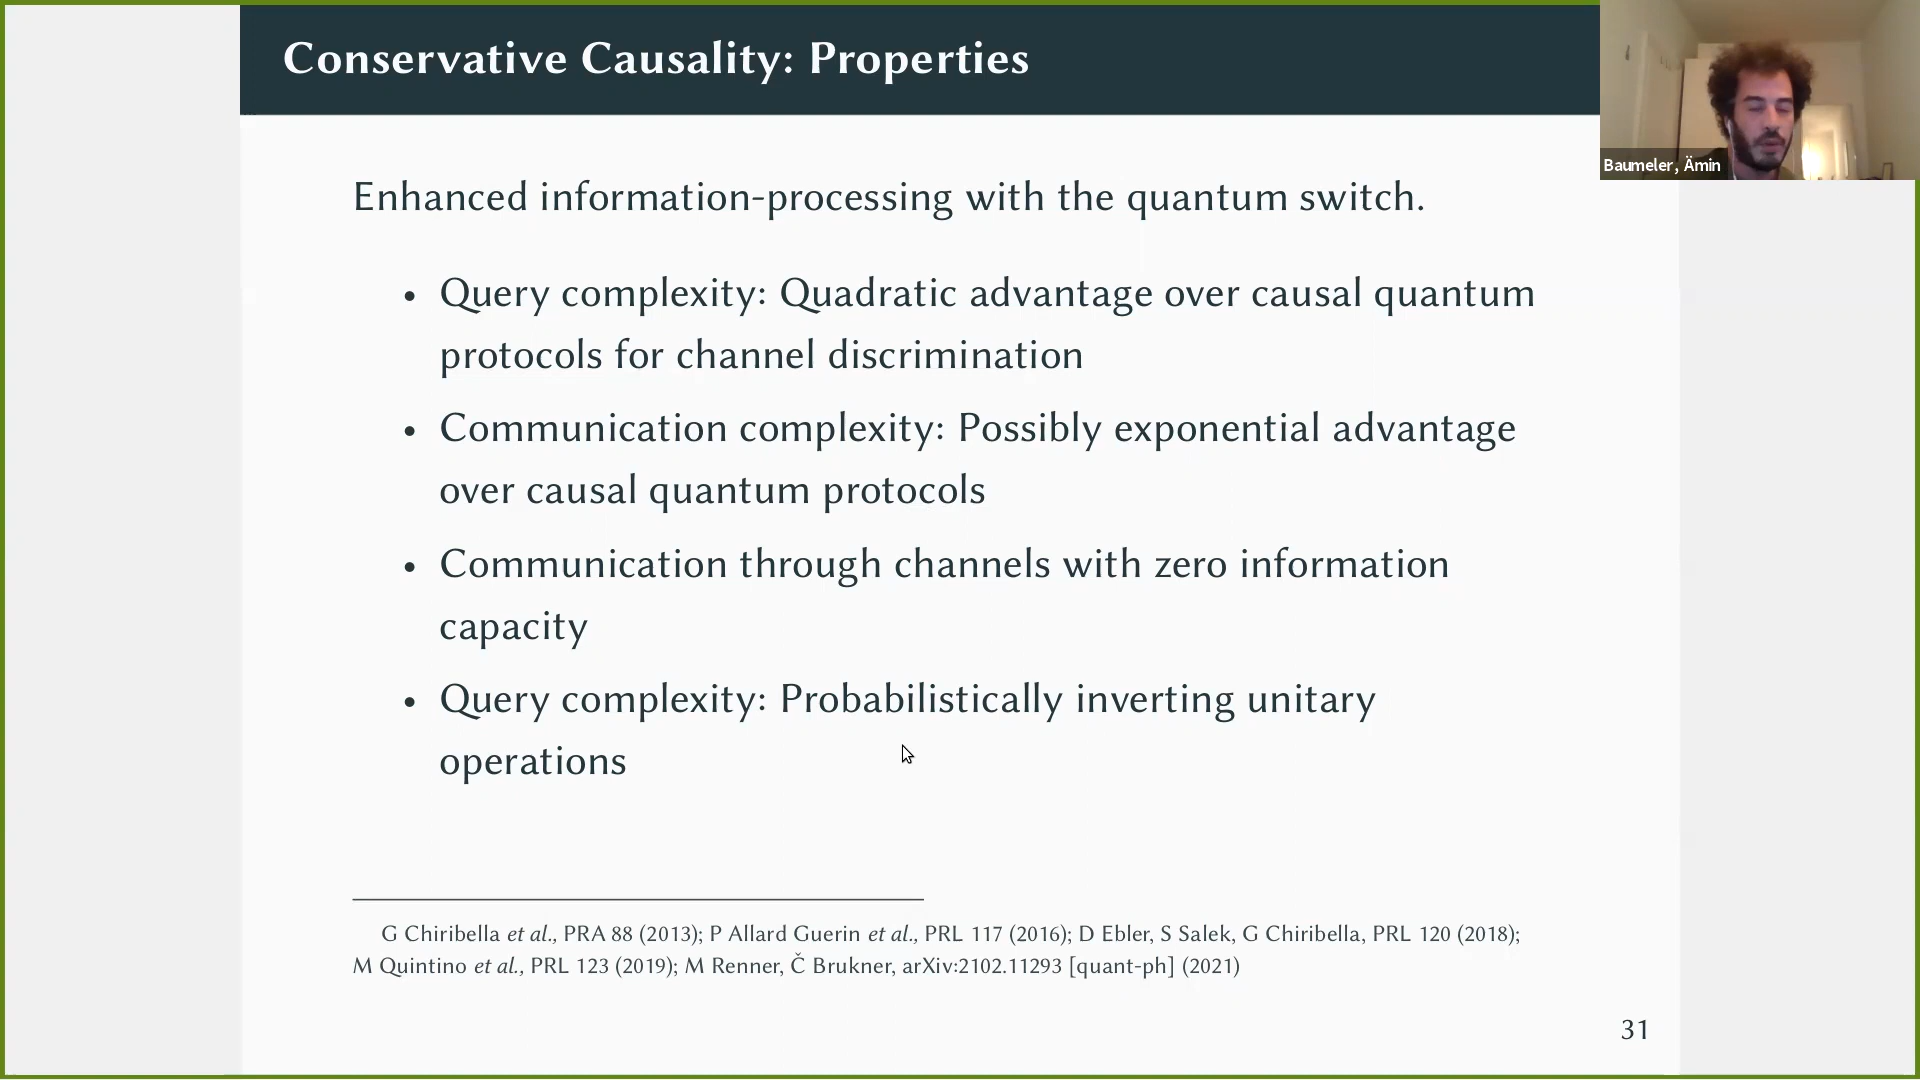 Conservative Causality: Properties
Baumeler, Ämin
Enhanced information-processing with the quantum switch.
• Query complexity: Quadratic advantage over causal quantum
protocols for channel discrimination
• Communication complexity: Possibly exponential advantage
over causal quantum protocols
• Communication through channels with zero information
capacity
• Query complexity: Probabilistically inverting unitary
operations
G Chiribella et al., PRA 88 (2013); P Allard Guerin et al., PRL 117 (2016); D Ebler, S Salek, G Chiribella, PRL 120 (2018);
M Quintino et al., PRL 123 (2019); M Renner, Č Brukner, arXiv:2102.11293 [quant-ph] (2021)
31